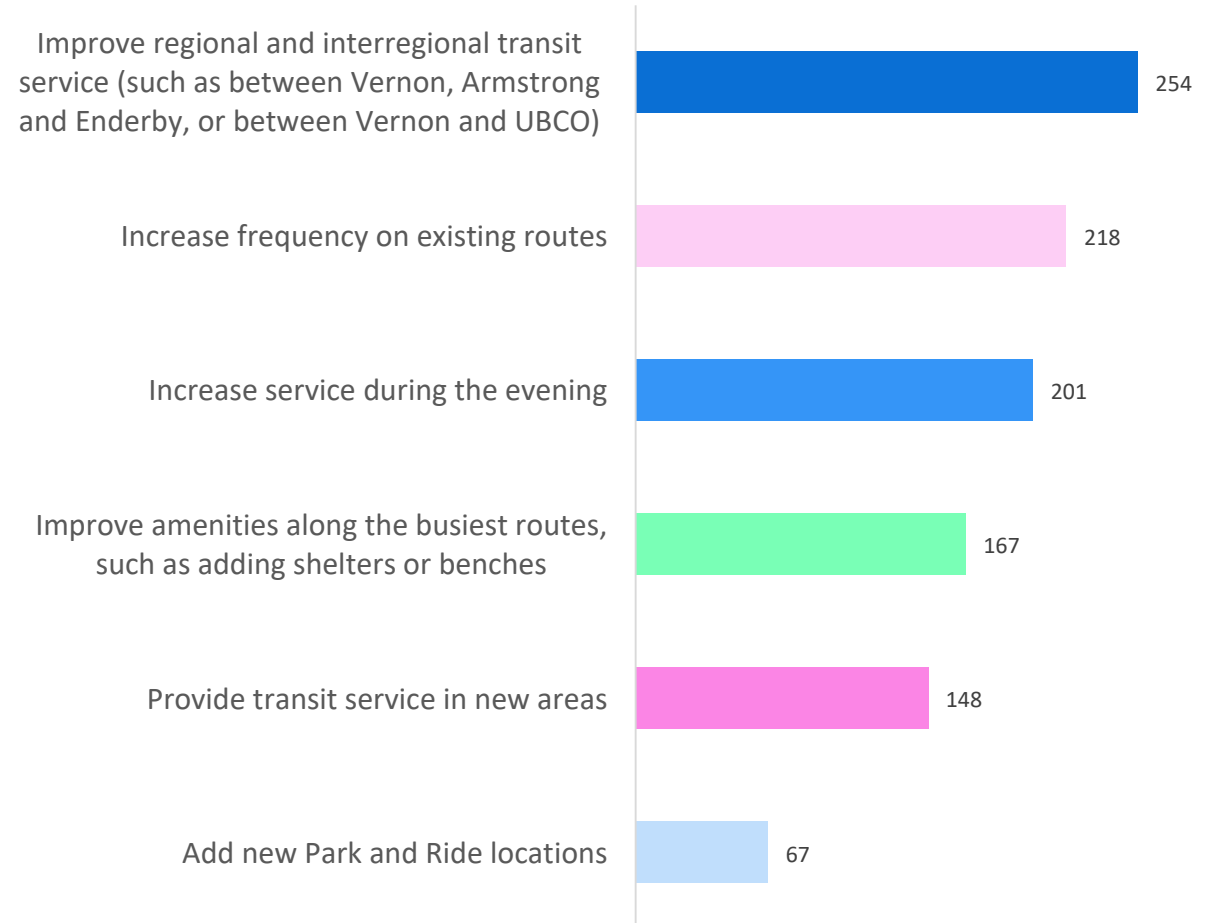 Improve regional and interregional transit
service (such as between Vernon, Armstrong
and Enderby, or between Vernon and UBCO)
254
Increase frequency on existing routes
218
Increase service during the evening
201
Improve amenities along the busiest routes,
such as adding shelters or benches
167
Provide transit service in new areas
148
Add new Park and Ride locations
67